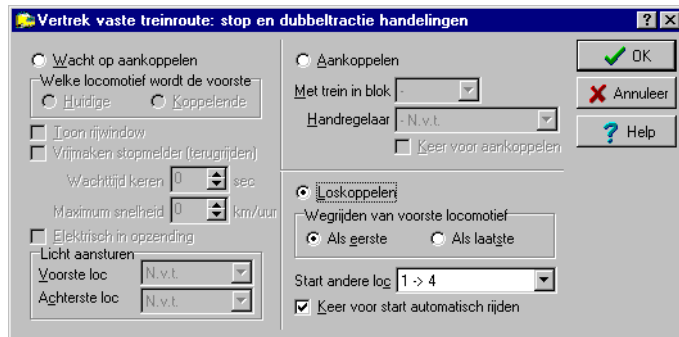 Vertrek vaste treinroute: stop en dubbeltractie handelingen
Wacht op aankoppelen
Welke locomotief wordt de voorste
Huidige Koppelende
Toon rijwindow
Vrijmaken stopmelder (terugrijden)
Wachttijd keren 0 sec
Maximum snelheid 0 km/uur
Elektrisch in opzending
Licht aansturen
Voorste loc N.v.t.
Achterste loc N.v.t.
Aankoppelen
Met trein in blok -
Handregelaar - N.v.t.
Keer voor aankoppelen
Loskoppelen
Wegrijden van voorste locomotief
Als eerste Als laatste
Start andere loc 1 -> 4
Keer voor start automatisch rijden
OK
Annuleer
Help